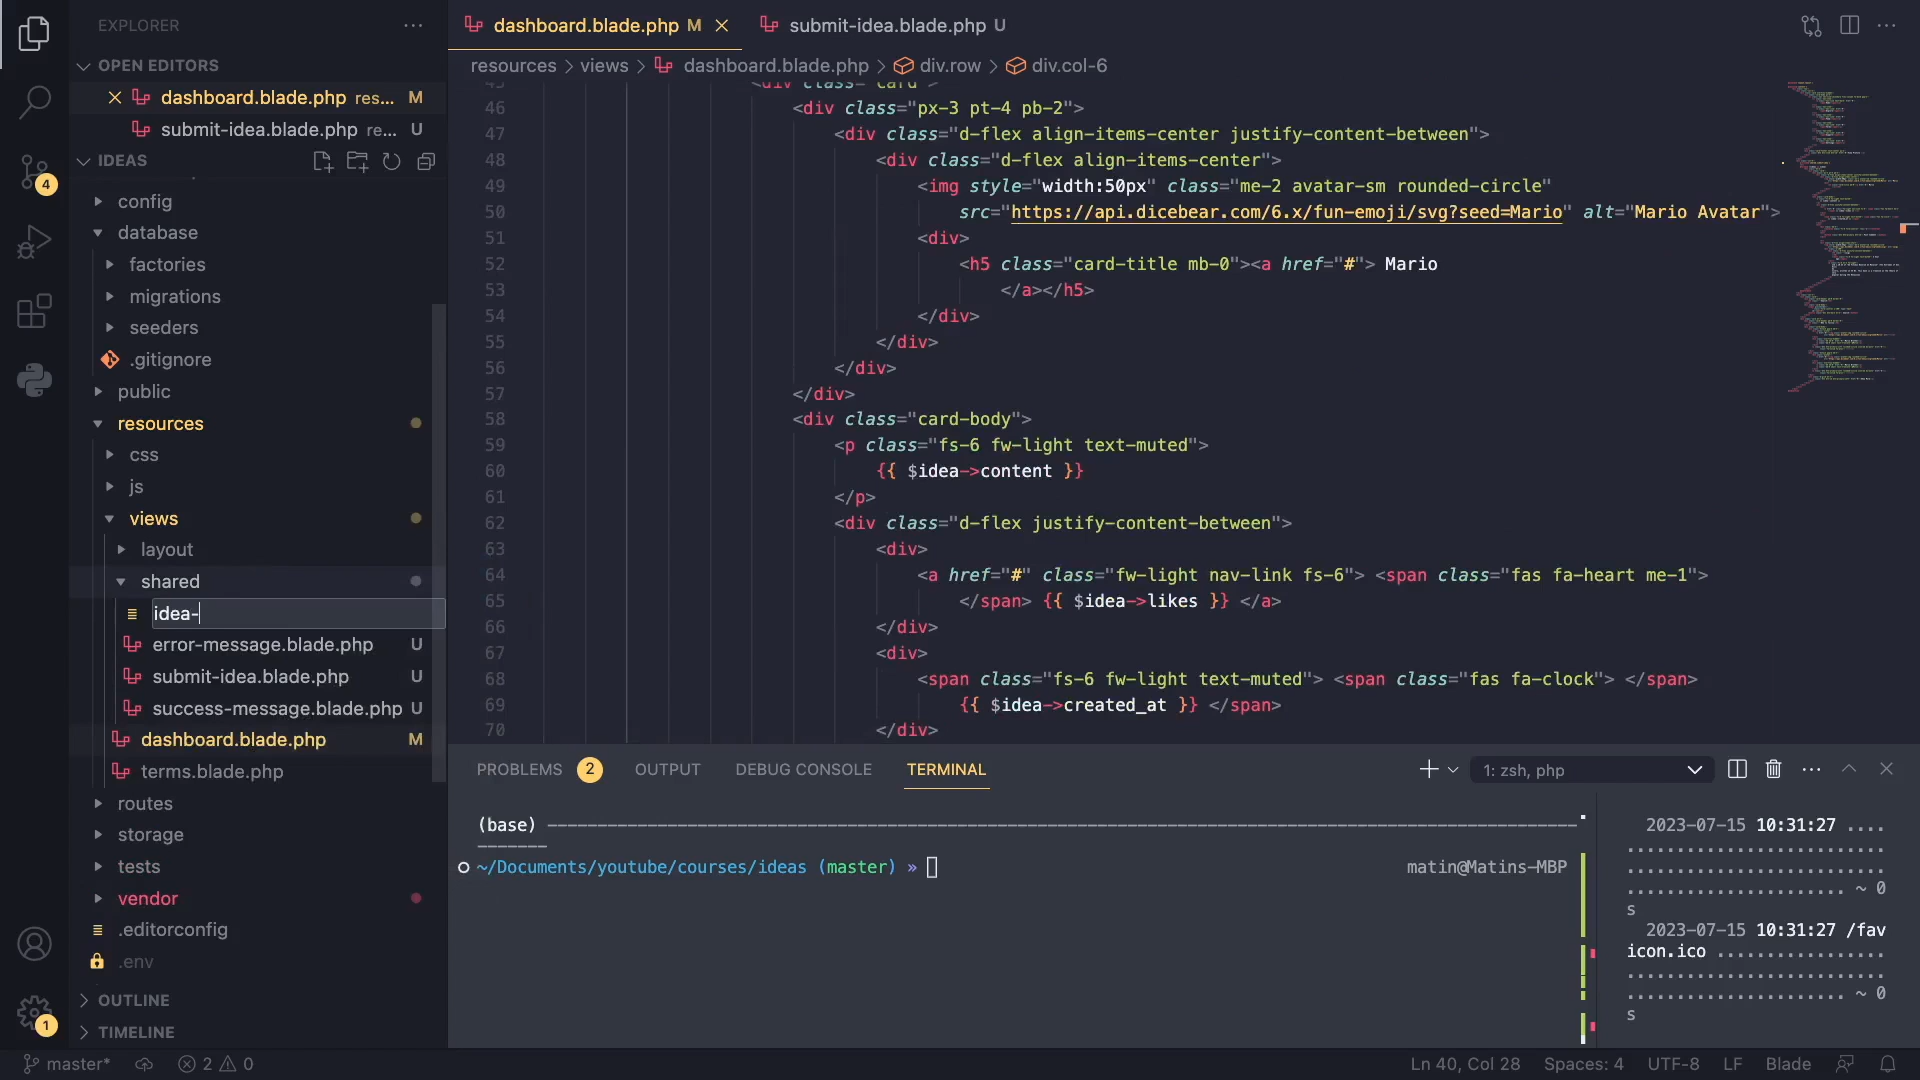 EXPLORER
OPEN EDITORS
dashboard.blade.php res... M
submit-idea.blade.php re... U
IDEAS
config
database
factories
migrations
seeders
.gitignore
public
resources
css
js
views
layout
shared
idea-
error-message.blade.php U
submit-idea.blade.php U
success-message.blade.php U
dashboard.blade.php M
terms.blade.php
routes
storage
tests
vendor
.editorconfig
.env
OUTLINE
TIMELINE
4
1
dashboard.blade.php M
submit-idea.blade.php U
resources > views > dashboard.blade.php > div.row > div.col-6
45 <div class="card">
46 <div class="px-3 pt-4 pb-2">
47 <div class="d-flex align-items-center justify-content-between">
48 <div class="d-flex align-items-center">
49 <img style="width:50px" class="me-2 avatar-sm rounded-circle"
50 src="https://api.dicebear.com/6.x/fun-emoji/svg?seed=Mario" alt="Mario Avatar">
51 <div>
52 <h5 class="card-title mb-0"><a href="#"> Mario
53 </a></h5>
54 </div>
55 </div>
56 </div>
57 </div>
58 <div class="card-body">
59 <p class="fs-6 fw-light text-muted">
60 {{ $idea->content }}
61 </p>
62 <div class="d-flex justify-content-between">
63 <div>
64 <a href="#" class="fw-light nav-link fs-6"> <span class="fas fa-heart me-1">
65 </span> {{ $idea->likes }} </a>
66 </div>
67 <div>
68 <span class="fs-6 fw-light text-muted"> <span class="fas fa-clock"> </span>
69 {{ $idea->created_at }} </span>
70 </div>
PROBLEMS 2 OUTPUT DEBUG CONSOLE TERMINAL
1: zsh, php
(base)
~/Documents/youtube/courses/ideas (master) » matin@Matins-MBP
2023-07-15 10:31:27 ....
..........................
..........................
...................... ~ 0
s
2023-07-15 10:31:27 /fav
icon.ico .................
..........................
...................... ~ 0
s
master* 2 0
Ln 40, Col 28 Spaces: 4 UTF-8 LF Blade